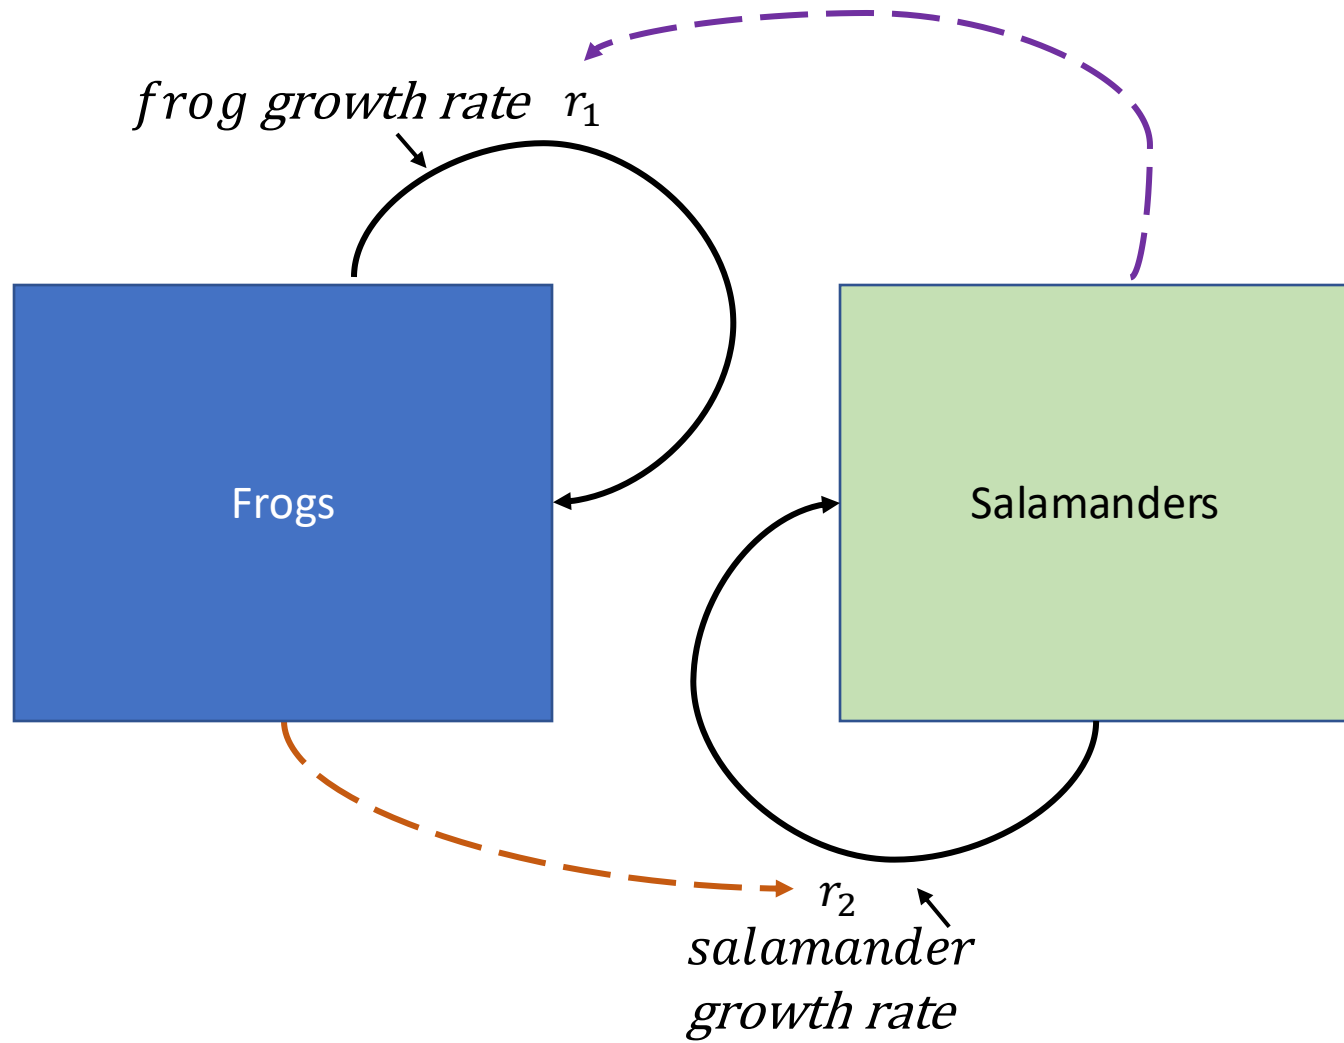 frog growth rate r₁
Frogs
Salamanders
r₂
salamander
growth rate